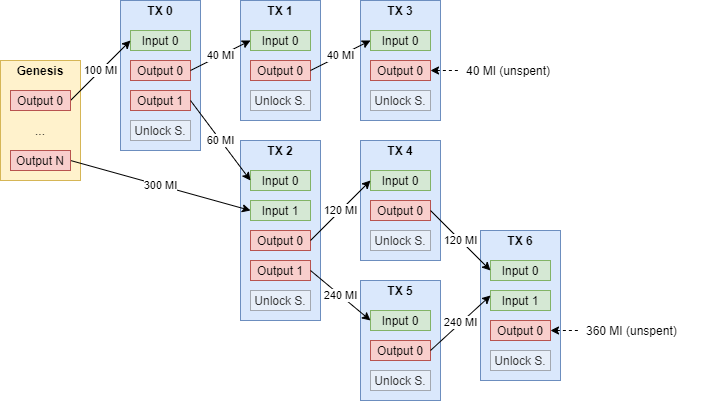 Genesis
Output 0
...
Output N
100 MI
300 MI
TX 0
Input 0
Output 0
Output 1
Unlock S.
40 MI
60 MI
TX 1
Input 0
Output 0
Unlock S.
40 MI
TX 3
Input 0
Output 0
Unlock S.
40 MI (unspent)
TX 2
Input 0
Input 1
Output 0
Output 1
Unlock S.
120 MI
240 MI
TX 4
Input 0
Output 0
Unlock S.
120 MI
TX 5
Input 0
Output 0
Unlock S.
240 MI
TX 6
Input 0
Input 1
Output 0
Unlock S.
360 MI (unspent)